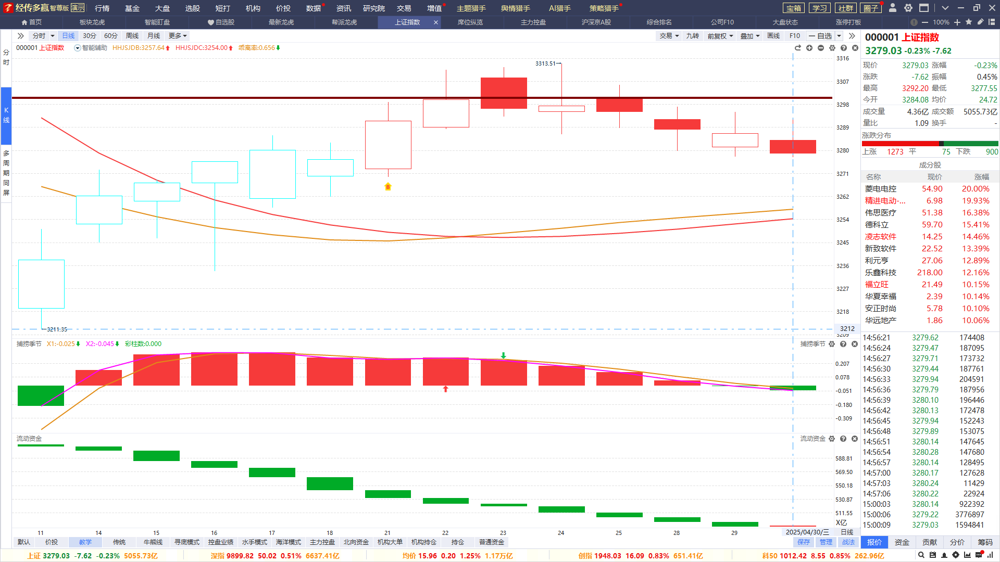 经传多赢 智尊版 演示 行情 基金 大盘 选股 短打 机构 价投 数据 资讯 研究院 交易 增值 主题猎手 舆情猎手 AI猎手 策略猎手 宝箱 学习 社群 圈子
首页 板块龙虎 智能盯盘 自选股 最新龙虎 帮派龙虎 上证指数 × 席位纵览 主力控盘 沪深京A股 综合排名 公司F10 大盘状态 涨停打板 100%
分时 日线 30分 60分 周线 月线 更多 交易 九转 前复权 叠加 画线 F10 一自选
000001 上证指数 智能辅助 HHJSJDB:3257.64 HHJSJDC:3254.00 乖离率:0.656
分时
K线
多周期同屏
3313.51
3211.35
B
3316
3307
3298
3289
3280
3271
3262
3254
3245
3236
3227
3218
3212
3209
捕捞季节 X1:-0.025 X2:-0.045 彩柱数:0.000 捕捞季节
0.207
0.078
-0.051
-0.180
-0.309
流动资金 流动资金
588.81
569.50
550.18
530.87
511.55
X亿
11 14 15 16 17 18 21 22 23 24 25 28 29 2025/04/30/三 日线
默认 价投 教学 传统 牛能线 寻底模式 控盘业绩 水手模式 海洋模式 主力控盘 北向资金 机构大单 机构持仓 持仓 普通资金 保存 管理 战法
000001 上证指数
3279.03 -0.23% -7.62
现价 3279.03 涨幅 -0.23%
涨跌 -7.62 振幅 0.45%
最高 3292.20 最低 3277.55
今开 3284.08 均价 24.72
成交量 4.36亿 成交额 5055.73亿
量比 1.09 换手 -
涨跌分布
上涨 1273 平 75 下跌 900
成分股
名称 现价 涨幅
菱电电控 54.90 20.00%
精进电动-... 6.98 19.93%
伟思医疗 51.38 16.38%
德科立 59.70 15.41%
凌志软件 14.25 14.46%
新致软件 22.52 13.39%
利元亨 27.06 12.89%
乐鑫科技 218.00 12.16%
福立旺 21.49 10.15%
华夏幸福 2.39 10.14%
安正时尚 5.78 10.10%
华远地产 1.86 10.06%
14:56:21 3279.62 174408
14:56:24 3279.47 187095
14:56:27 3279.71 173732
14:56:30 3279.44 187761
14:56:33 3279.94 204591
14:56:36 3279.79 187956
14:56:39 3280.10 196446
14:56:42 3280.13 172478
14:56:45 3279.94 152243
14:56:48 3279.89 153075
14:56:51 3280.14 147645
14:56:54 3280.28 147680
14:56:57 3280.14 128495
14:57:00 3280.17 127628
14:57:03 3280.24 11429
14:57:06 3280.22 22924
15:00:03 3280.14 922392
15:00:06 3279.22 3776897
15:00:09 3279.03 1594841
报价 资金 贡献 分价 筹码
上证 3279.03 -7.62 -0.23% 5055.73亿 深指 9899.82 50.02 0.51% 6637.41亿 均价 15.96 0.20 1.25% 1.17万亿 创指 1948.03 16.09 0.83% 651.41亿 科50 1012.42 8.55 0.85% 262.96亿